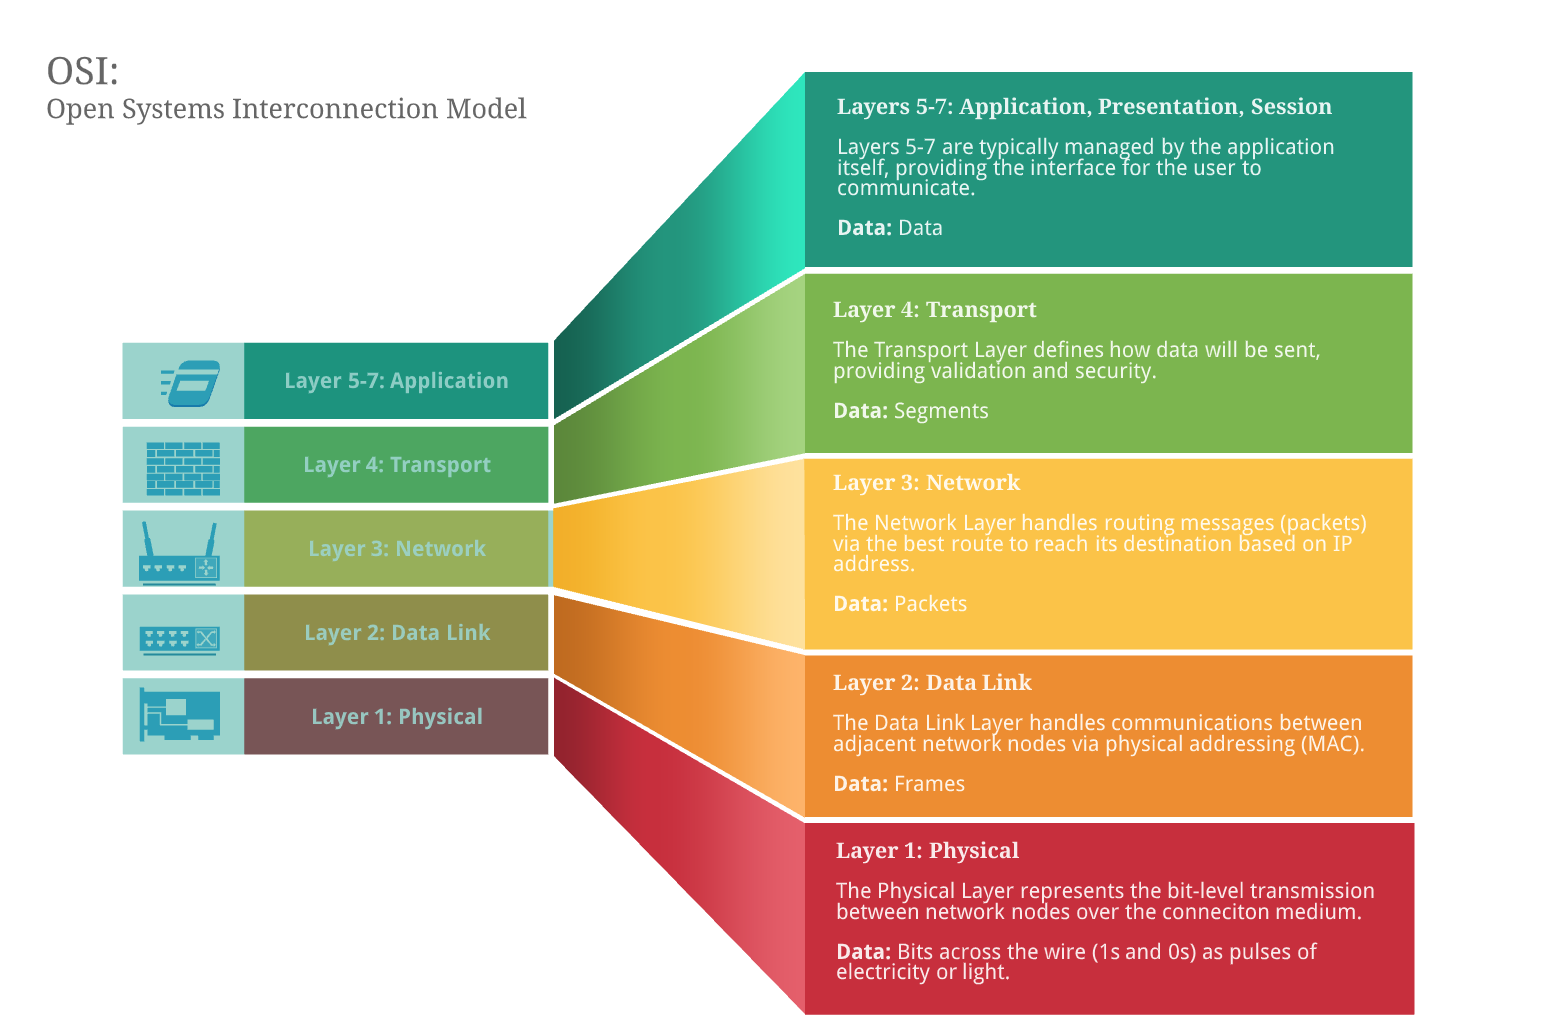 OSI:
Open Systems Interconnection Model
Layer 5-7: Application
Layer 4: Transport
Layer 3: Network
Layer 2: Data Link
Layer 1: Physical
Layers 5-7: Application, Presentation, Session
Layers 5-7 are typically managed by the application
itself, providing the interface for the user to
communicate.
Data: Data
Layer 4: Transport
The Transport Layer defines how data will be sent,
providing validation and security.
Data: Segments
Layer 3: Network
The Network Layer handles routing messages (packets)
via the best route to reach its destination based on IP
address.
Data: Packets
Layer 2: Data Link
The Data Link Layer handles communications between
adjacent network nodes via physical addressing (MAC).
Data: Frames
Layer 1: Physical
The Physical Layer represents the bit-level transmission
between network nodes over the conneciton medium.
Data: Bits across the wire (1s and 0s) as pulses of
electricity or light.